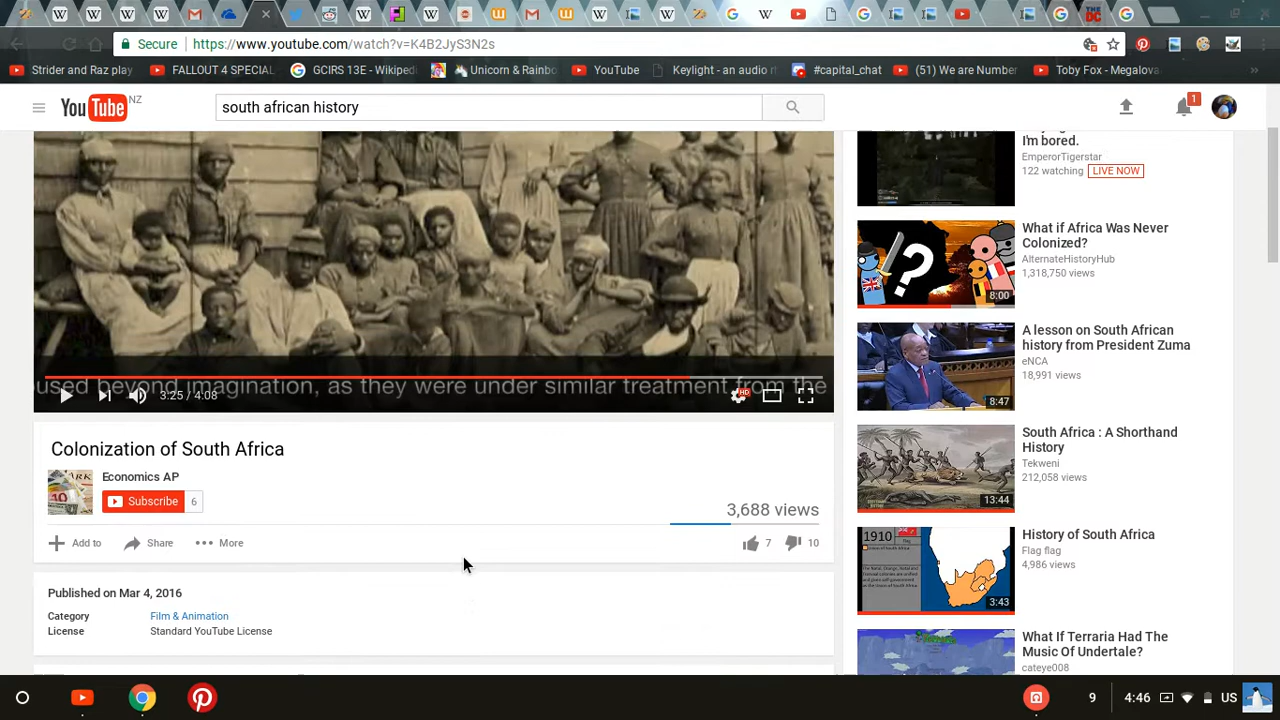 Secure https://www.youtube.com/watch?v=K4B2JyS3N2s
Strider and Raz play
FALLOUT 4 SPECIAL
GCIRS 13E - Wikiped
Unicorn & Rainbo
YouTube
Keylight - an audio r
#capital_chat
(51) We are Number
Toby Fox - Megalova
YouTube NZ
south african history
1
used beyond imagination, as they were under similar treatment from the
3:25 / 4:08
HD
Colonization of South Africa
Economics AP
Subscribe 6
3,688 views
Add to
Share
More
7
10
Published on Mar 4, 2016
Category Film & Animation
License Standard YouTube License
I'm bored.
EmperorTigerstar
122 watching LIVE NOW
8:00
What if Africa Was Never
Colonized?
AlternateHistoryHub
1,318,750 views
8:47
A lesson on South African
history from President Zuma
eNCA
18,991 views
13:44
South Africa : A Shorthand
History
Tekweni
212,058 views
1910
3:43
History of South Africa
Flag flag
4,986 views
What If Terraria Had The
Music Of Undertale?
cateye008
9
4:46
US